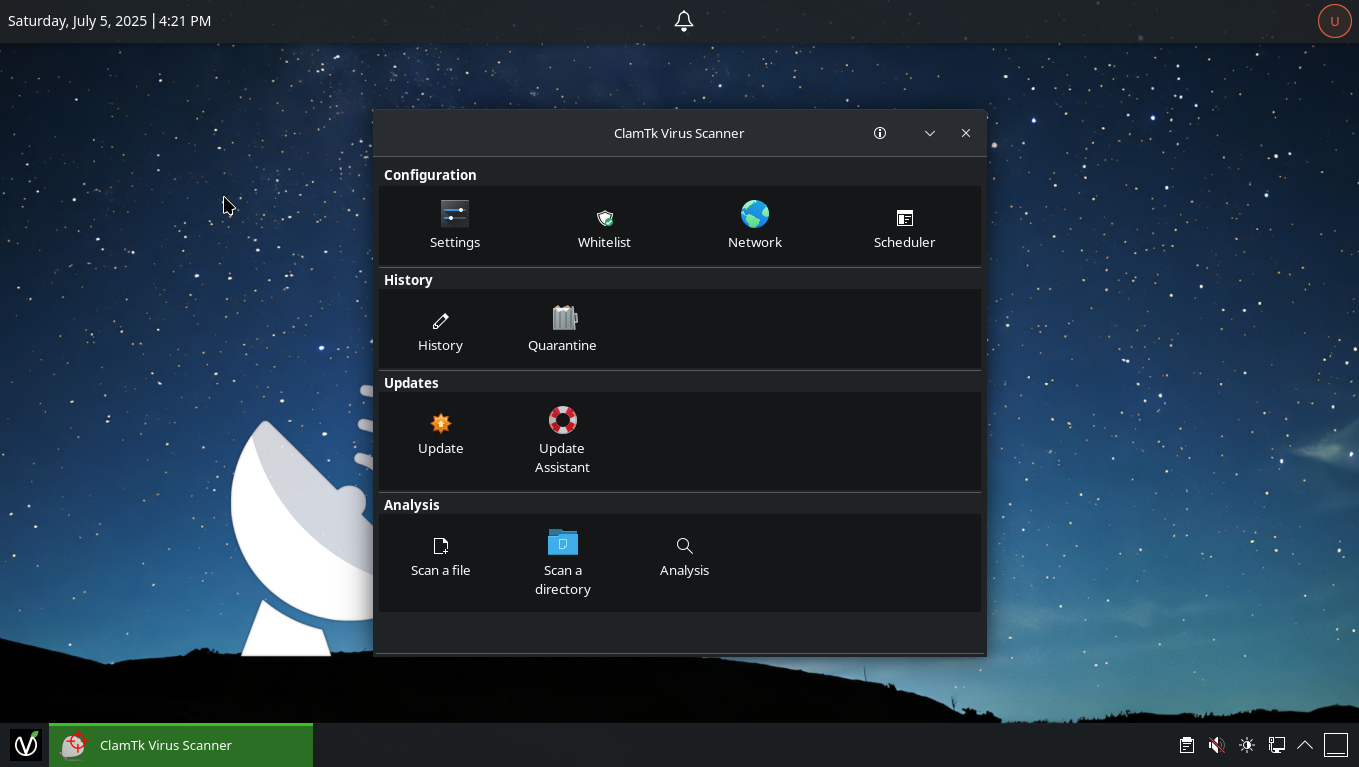 Saturday, July 5, 2025 | 4:21 PM
U
ClamTk Virus Scanner
Configuration
Settings
Whitelist
Network
Scheduler
History
History
Quarantine
Updates
Update
Update
Assistant
Analysis
Scan a file
Scan a
directory
Analysis
ClamTk Virus Scanner